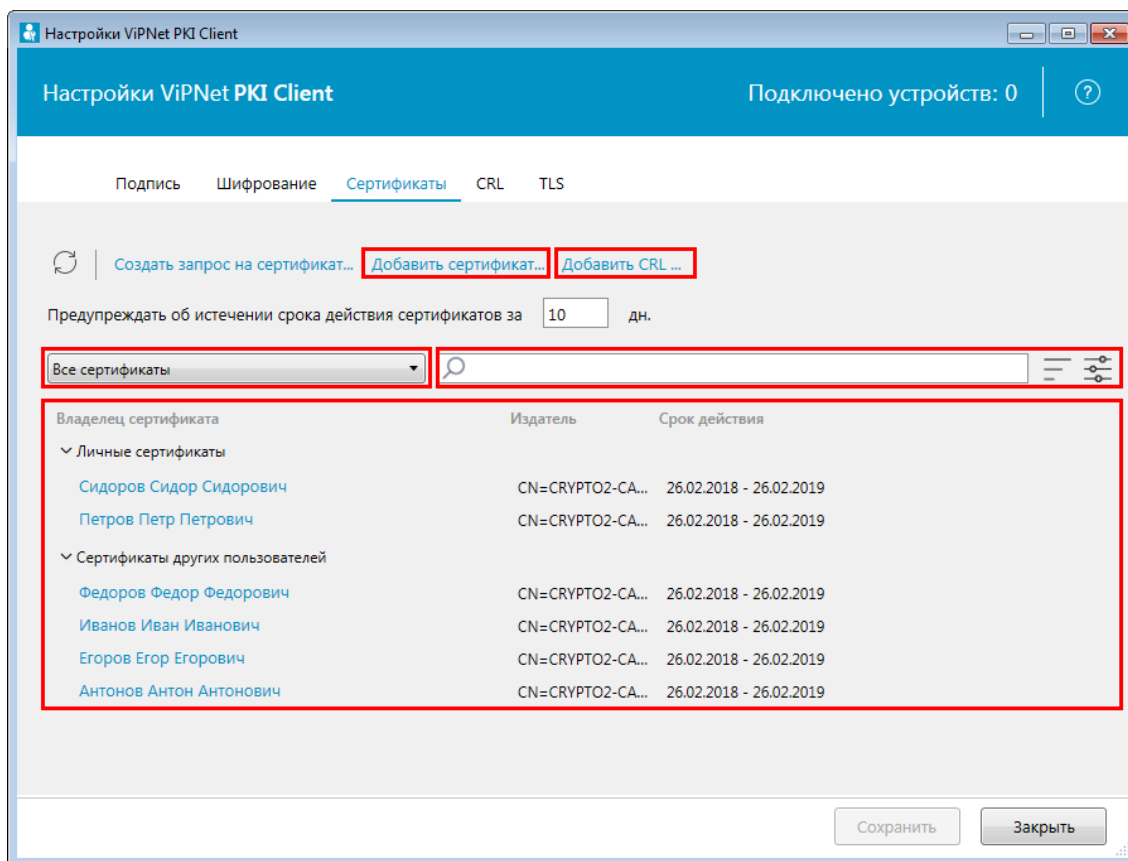 Настройки ViPNet PKI Client
Настройки ViPNet PKI Client Подключено устройств: 0 ?
Подпись Шифрование Сертификаты CRL TLS
Создать запрос на сертификат... Добавить сертификат... Добавить CRL ...
Предупреждать об истечении срока действия сертификатов за 10 дн.
Все сертификаты
Владелец сертификата Издатель Срок действия
Личные сертификаты
Сидоров Сидор Сидорович CN=CRYPTO2-CA... 26.02.2018 - 26.02.2019
Петров Петр Петрович CN=CRYPTO2-CA... 26.02.2018 - 26.02.2019
Сертификаты других пользователей
Федоров Федор Федорович CN=CRYPTO2-CA... 26.02.2018 - 26.02.2019
Иванов Иван Иванович CN=CRYPTO2-CA... 26.02.2018 - 26.02.2019
Егоров Егор Егорович CN=CRYPTO2-CA... 26.02.2018 - 26.02.2019
Антонов Антон Антонович CN=CRYPTO2-CA... 26.02.2018 - 26.02.2019
Сохранить Закрыть